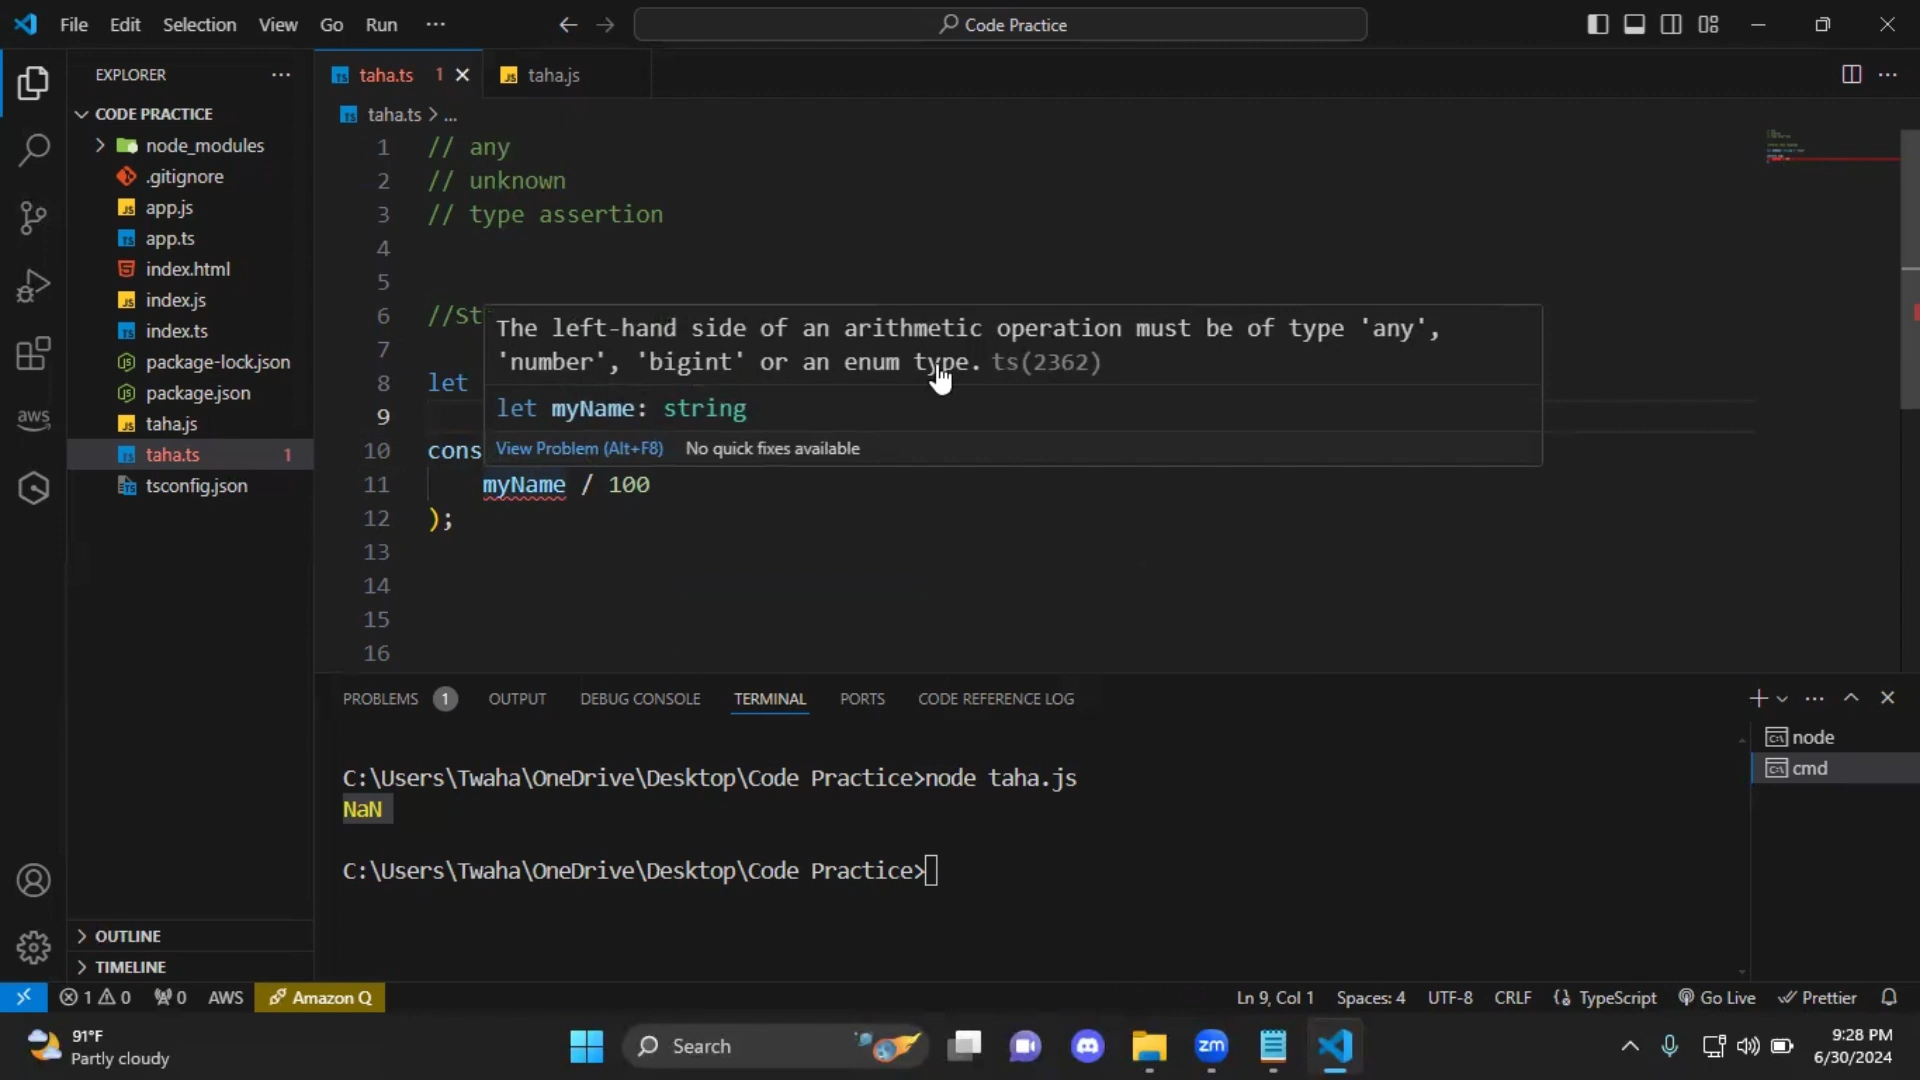 File Edit Selection View Go Run ...
Code Practice
EXPLORER ...
CODE PRACTICE
node_modules
.gitignore
app.js
app.ts
index.html
index.js
index.ts
package-lock.json
package.json
taha.js
taha.ts 1
tsconfig.json
OUTLINE
TIMELINE
aws
taha.ts 1
taha.js
taha.ts > ...
1 // any
2 // unknown
3 // type assertion
4
5
6 //St
7
8 let
9
10 cons
11 myName / 100
12 );
13
14
15
16
The left-hand side of an arithmetic operation must be of type 'any',
'number', 'bigint' or an enum type. ts(2362)
let myName: string
View Problem (Alt+F8) No quick fixes available
PROBLEMS 1 OUTPUT DEBUG CONSOLE TERMINAL PORTS CODE REFERENCE LOG
C:\Users\Twaha\OneDrive\Desktop\Code Practice>node taha.js
NaN
C:\Users\Twaha\OneDrive\Desktop\Code Practice>
node
cmd
1 0 0 AWS Amazon Q
Ln 9, Col 1 Spaces: 4 UTF-8 CRLF {} TypeScript Go Live Prettier
91°F
Partly cloudy
Search
zm
9:28 PM
6/30/2024